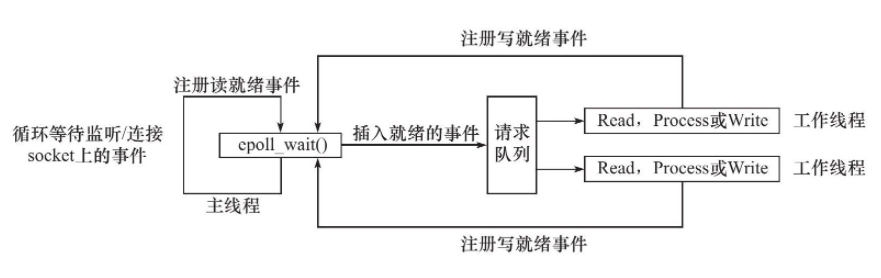 注册写就绪事件
注册读就绪事件
循环等待监听/连接
socket上的事件
epoll_wait()
插入就绪的事件
请求
队列
Read，Process或Write
工作线程
Read，Process或Write
工作线程
主线程
注册写就绪事件